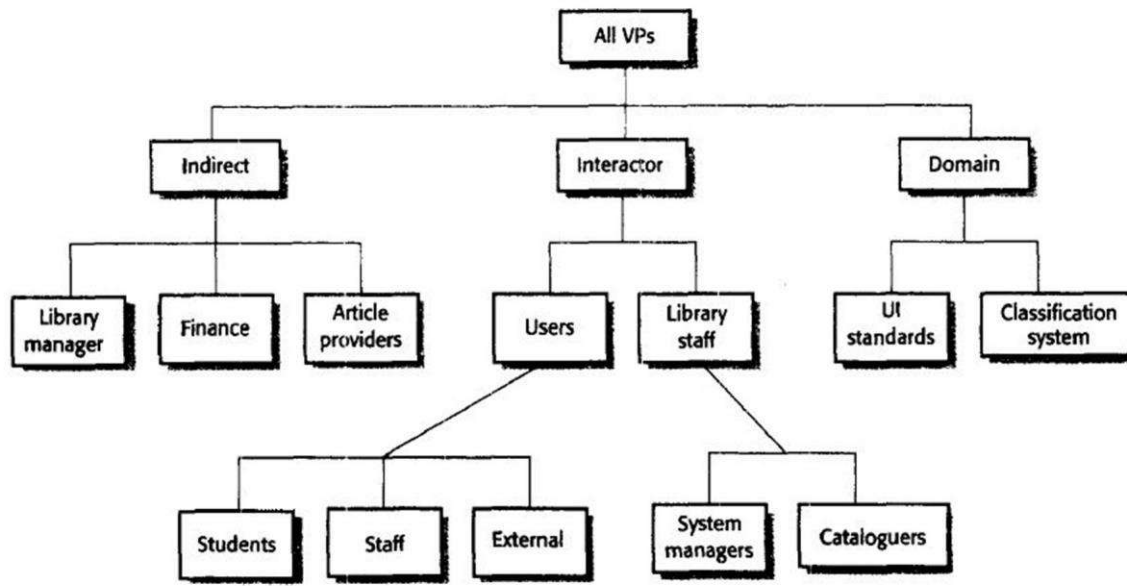 All VPs
Indirect
Interactor
Domain
Library
manager
Finance
Article
providers
Users
Library
staff
UI
standards
Classification
system
Students
Staff
External
System
managers
Cataloguers